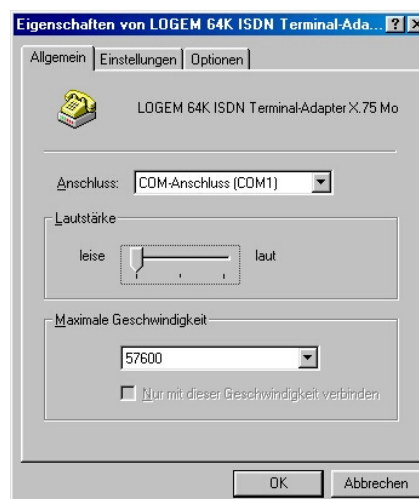 Eigenschaften von LOGEM 64K ISDN Terminal-Ada...
Allgemein Einstellungen Optionen
LOGEM 64K ISDN Terminal-Adapter X.75 Mo
Anschluss: COM-Anschluss (COM1)
Lautstärke
leise laut
Maximale Geschwindigkeit
57600
Nur mit dieser Geschwindigkeit verbinden
OK Abbrechen